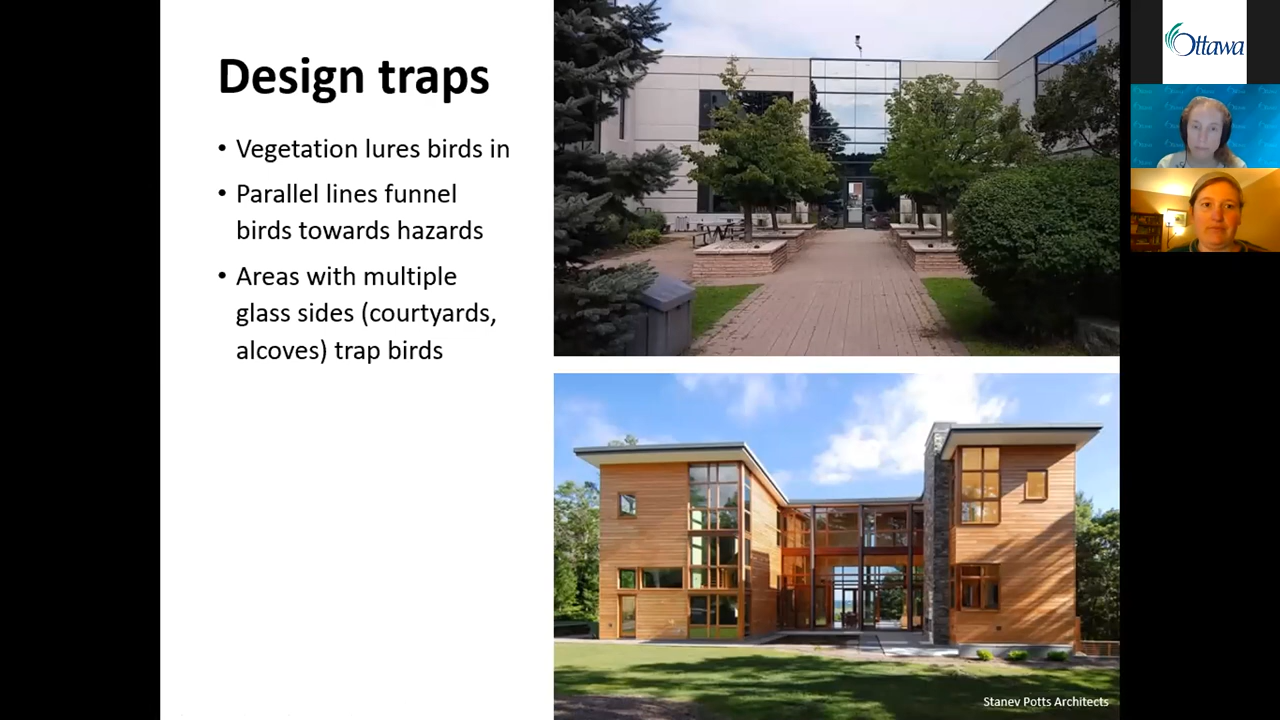 Design traps
• Vegetation lures birds in
• Parallel lines funnel
birds towards hazards
• Areas with multiple
glass sides (courtyards,
alcoves) trap birds
Stanev Potts Architects
Ottawa